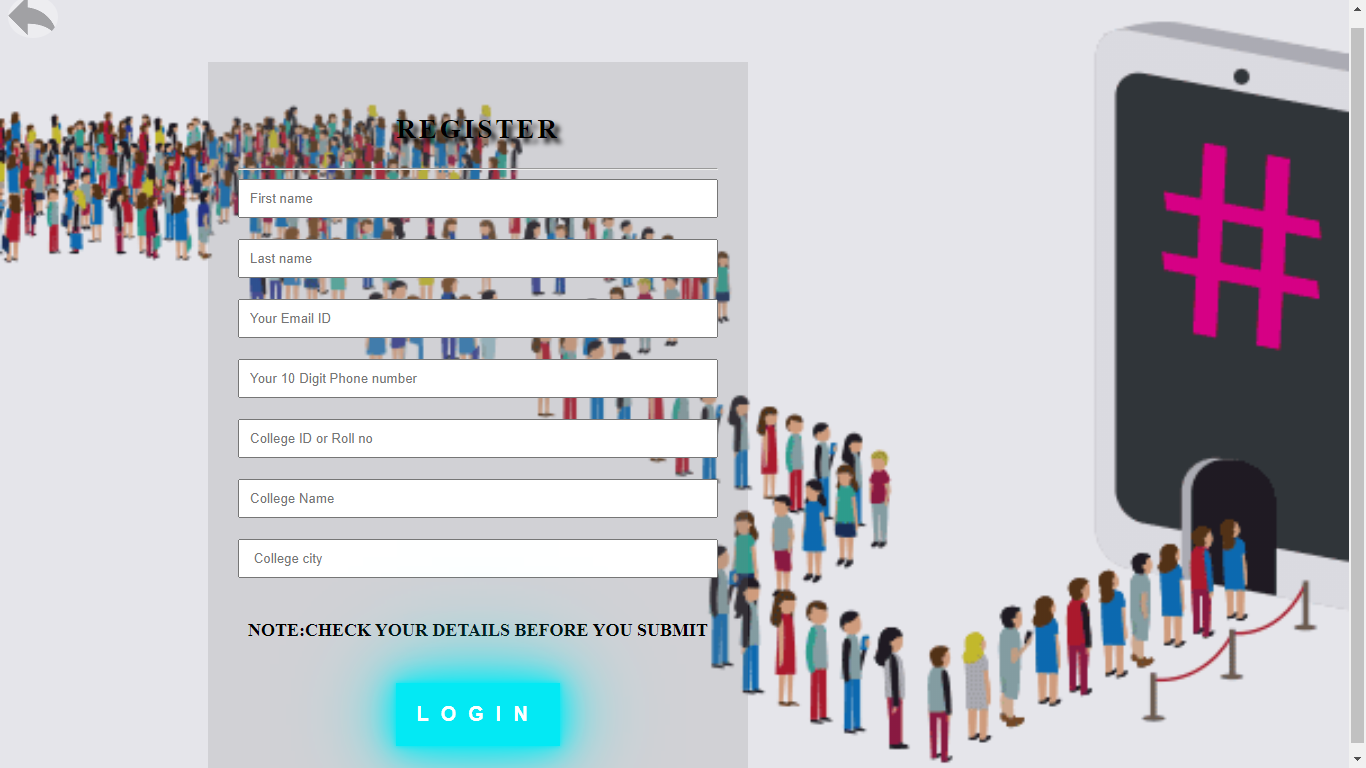 REGISTER
First name
Last name
Your Email ID
Your 10 Digit Phone number
College ID or Roll no
College Name
College city
NOTE:CHECK YOUR DETAILS BEFORE YOU SUBMIT
LOGIN
#